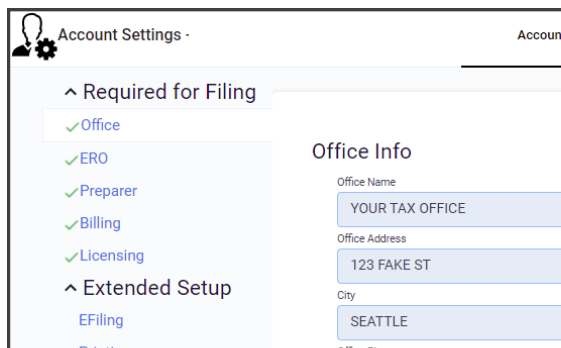 Account Settings -
Accoun
Required for Filing
Office
ERO
Preparer
Billing
Licensing
Extended Setup
EFiling
Office Info
Office Name
YOUR TAX OFFICE
Office Address
123 FAKE ST
City
SEATTLE